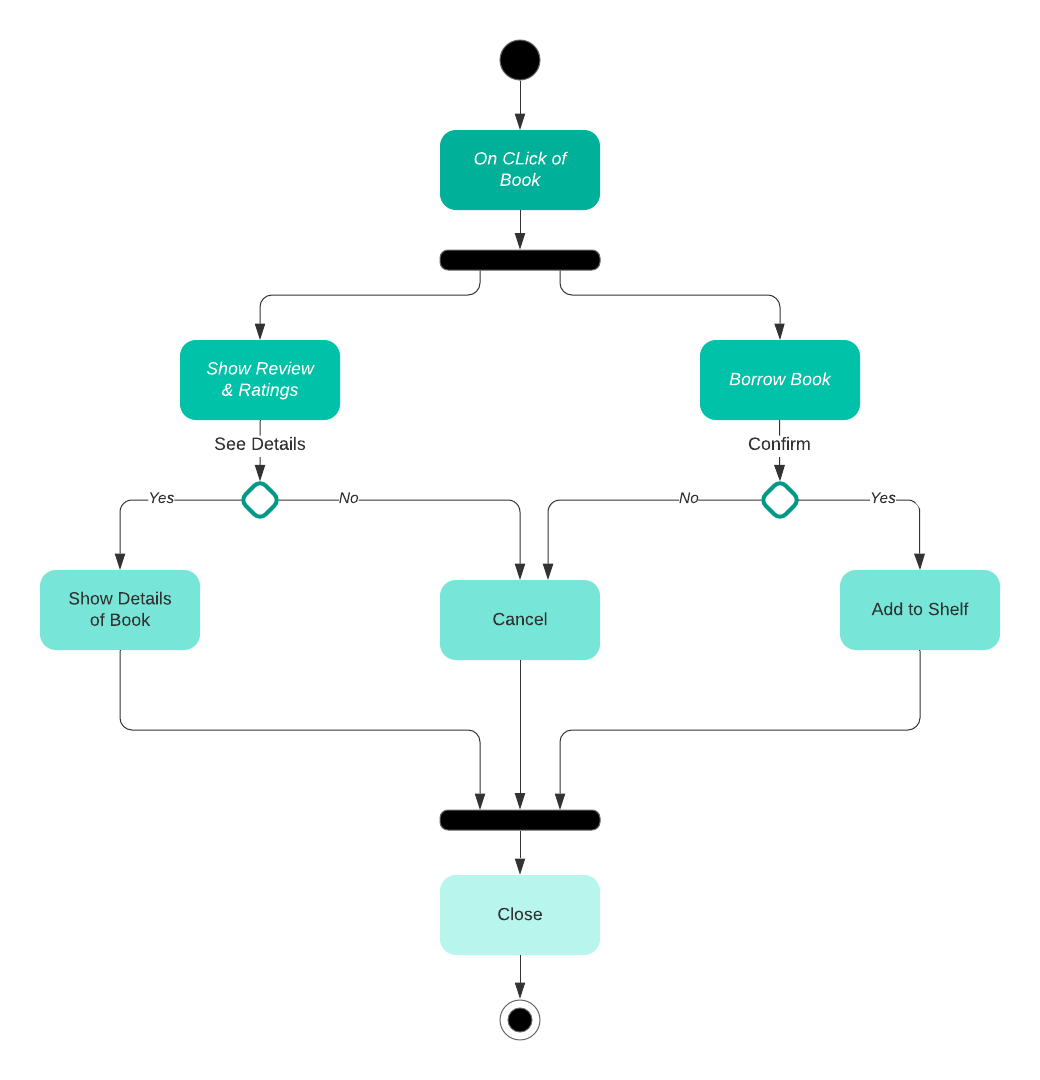 On CLick of
Book
Show Review
& Ratings
Borrow Book
See Details
Confirm
Yes
No
No
Yes
Show Details
of Book
Cancel
Add to Shelf
Close